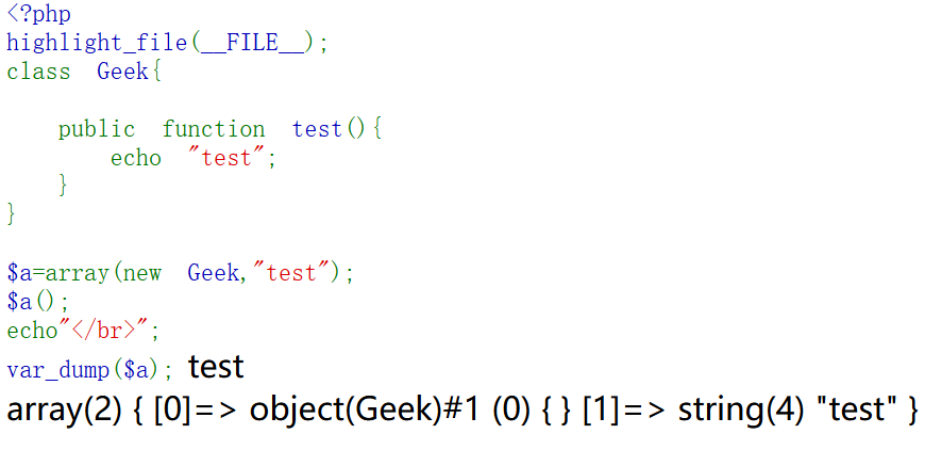 <?php
highlight_file(__FILE__);
class Geek{
public function test(){
echo "test";
}
}
$a=array(new Geek,"test");
$a();
echo"</br>";
var_dump($a); test
array(2) { [0]=> object(Geek)#1 (0) { } [1]=> string(4) "test" }